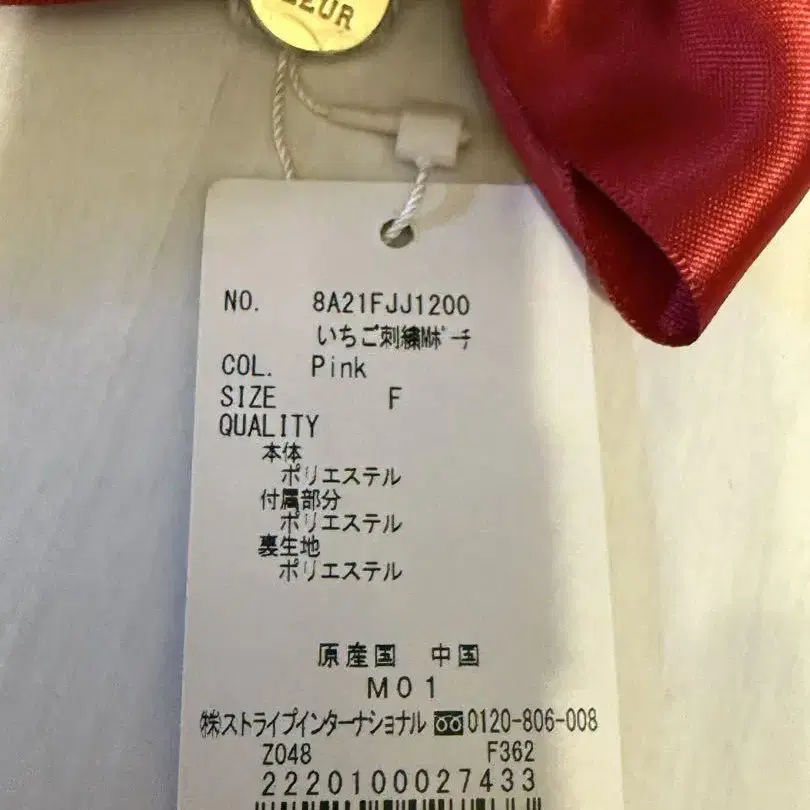 ZUR
NO. 8A21FJJ1200
いちご刺繍Mﾎﾟｰﾁ
COL. Pink
SIZE F
QUALITY
本体
ポリエステル
付属部分
ポリエステル
裏生地
ポリエステル
原産国 中国
M01
㈱ストライプインターナショナル 0120-806-008
Z048 F362
2220100027433